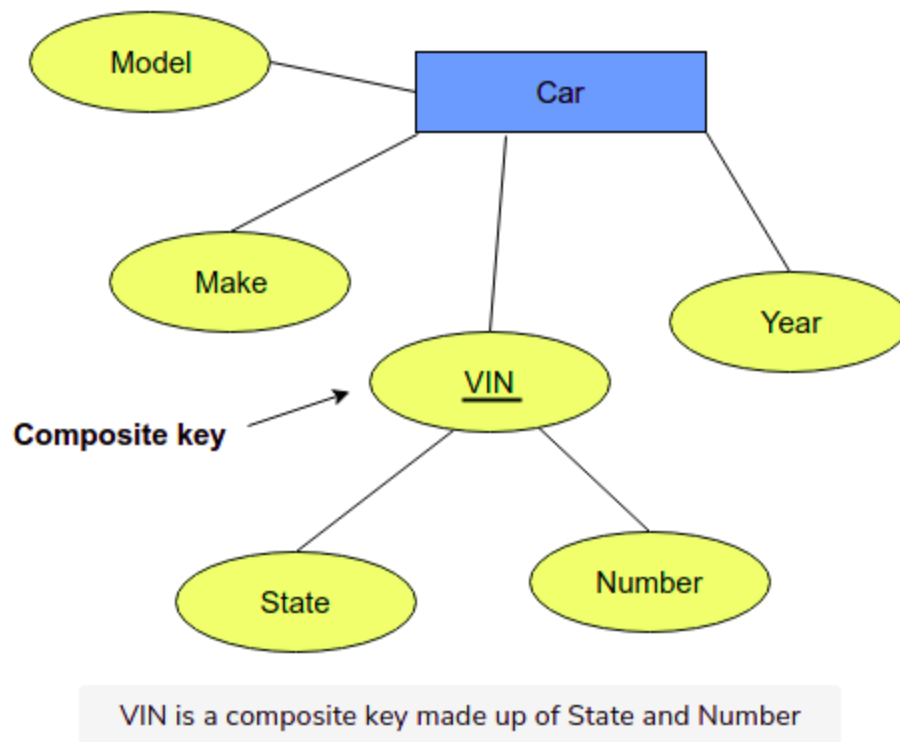 Model
Car
Make
Year
VIN
Composite key
State
Number
VIN is a composite key made up of State and Number